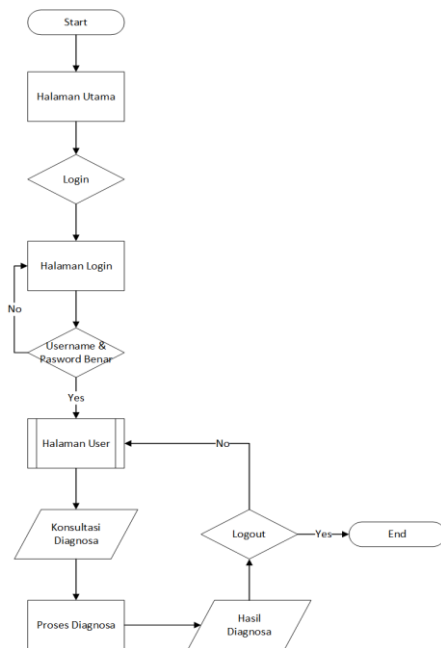 Start
Halaman Utama
Login
Halaman Login
No
Username &
Pasword Benar
Yes
Halaman User
No
Konsultasi
Diagnosa
Logout
Yes
End
Proses Diagnosa
Hasil
Diagnosa